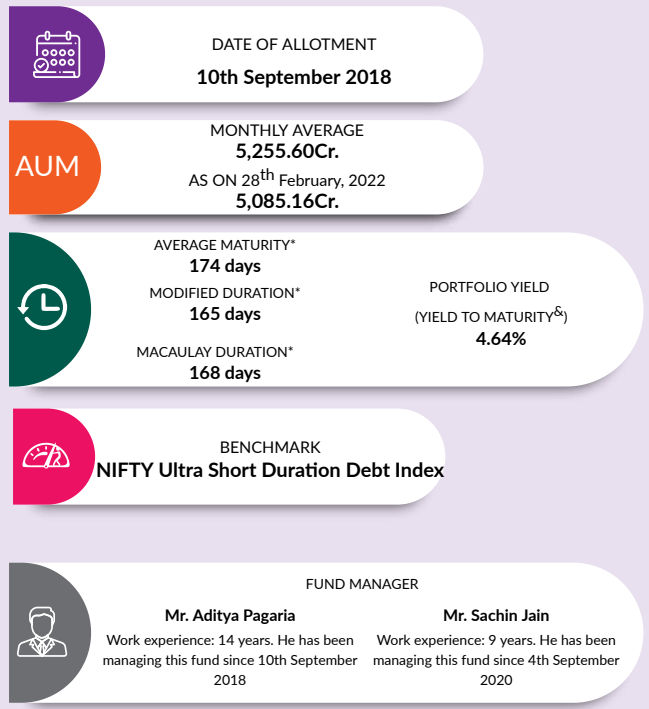 DATE OF ALLOTMENT
10th September 2018
AUM
MONTHLY AVERAGE
5,255.60Cr.
AS ON 28th February, 2022
5,085.16Cr.
AVERAGE MATURITY*
174 days
MODIFIED DURATION*
165 days
MACAULAY DURATION*
168 days
PORTFOLIO YIELD
(YIELD TO MATURITY&)
4.64%
BENCHMARK
NIFTY Ultra Short Duration Debt Index
FUND MANAGER
Mr. Aditya Pagaria
Work experience: 14 years. He has been
managing this fund since 10th September
2018
Mr. Sachin Jain
Work experience: 9 years. He has been
managing this fund since 4th September
2020